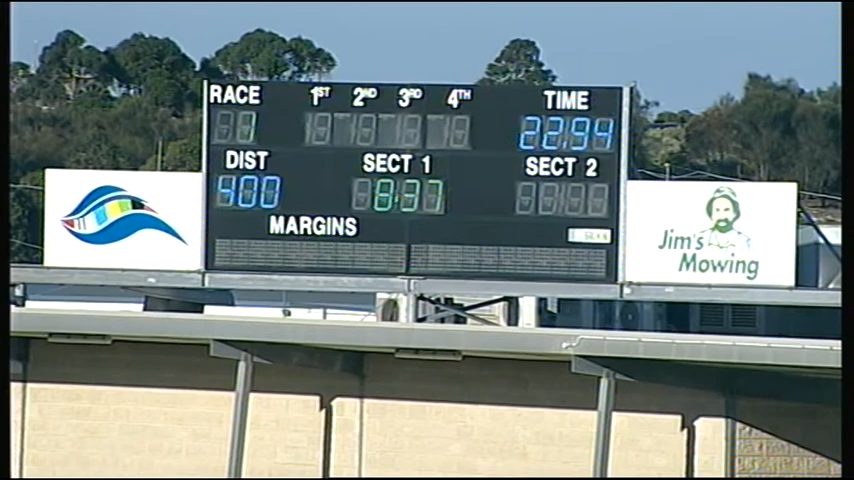 RACE 1ST 2ND 3RD 4TH TIME
1 22.94
DIST SECT 1 SECT 2
400 8.37
MARGINS
Jim's
Mowing